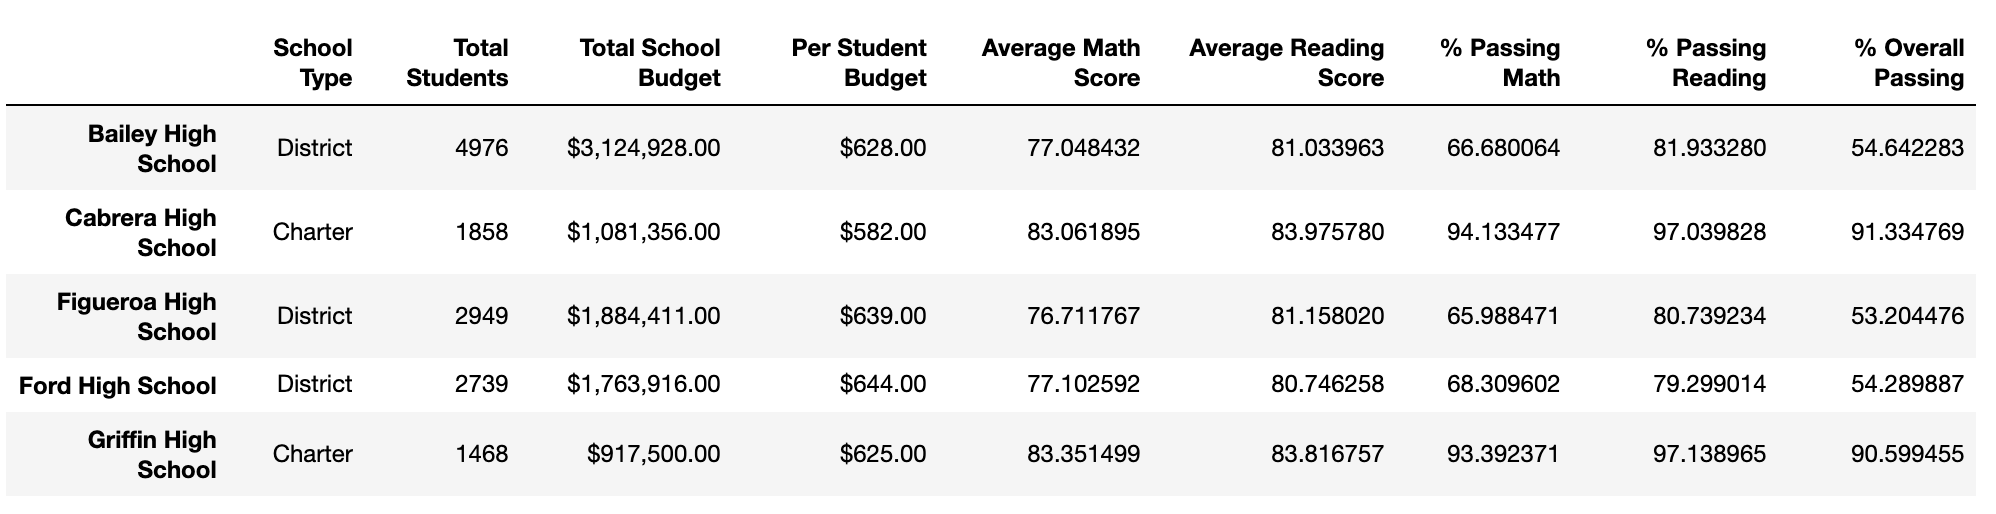 School Total Total School Per Student Average Math Average Reading % Passing % Passing % Overall
Type Students Budget Budget Score Score Math Reading Passing
Bailey High
School District 4976 $3,124,928.00 $628.00 77.048432 81.033963 66.680064 81.933280 54.642283
Cabrera High
School Charter 1858 $1,081,356.00 $582.00 83.061895 83.975780 94.133477 97.039828 91.334769
Figueroa High
School District 2949 $1,884,411.00 $639.00 76.711767 81.158020 65.988471 80.739234 53.204476
Ford High School District 2739 $1,763,916.00 $644.00 77.102592 80.746258 68.309602 79.299014 54.289887
Griffin High
School Charter 1468 $917,500.00 $625.00 83.351499 83.816757 93.392371 97.138965 90.599455